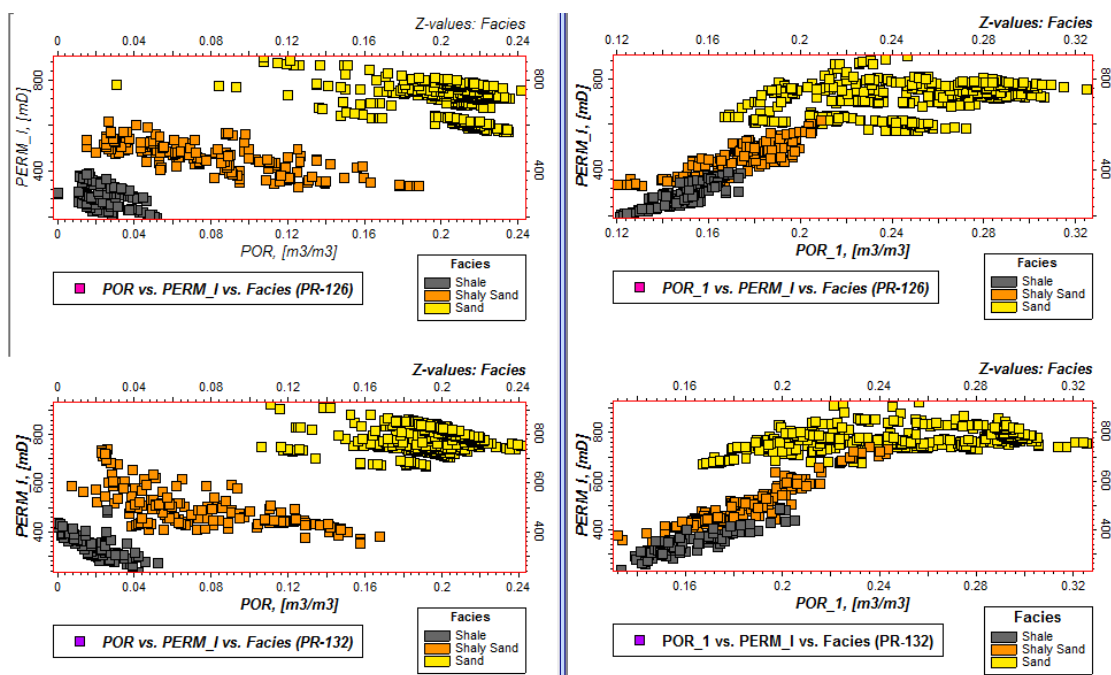 Z-values: Facies
0 0.04 0.08 0.12 0.16 0.20 0.24
PERM_I, [mD]
800
400
800
400
0 0.04 0.08 0.12 0.16 0.20 0.24
POR, [m3/m3]
POR vs. PERM_I vs. Facies (PR-126)
Facies
Shale
Shaly Sand
Sand
Z-values: Facies
0.12 0.16 0.2 0.24 0.28 0.32
PERM_I, [mD]
800
400
800
400
0.12 0.16 0.20 0.24 0.28 0.32
POR_1, [m3/m3]
POR_1 vs. PERM_I vs. Facies (PR-126)
Facies
Shale
Shaly Sand
Sand
Z-values: Facies
0 0.04 0.08 0.12 0.16 0.20 0.24
PERM_I, [mD]
800
600
400
800
600
400
0 0.04 0.08 0.12 0.16 0.20 0.24
POR, [m3/m3]
POR vs. PERM_I vs. Facies (PR-132)
Facies
Shale
Shaly Sand
Sand
Z-values: Facies
0.16 0.2 0.24 0.28 0.32
PERM_I, [mD]
800
600
400
800
600
400
0.16 0.2 0.24 0.28 0.32
POR_1, [m3/m3]
POR_1 vs. PERM_I vs. Facies (PR-132)
Facies
Shale
Shaly Sand
Sand